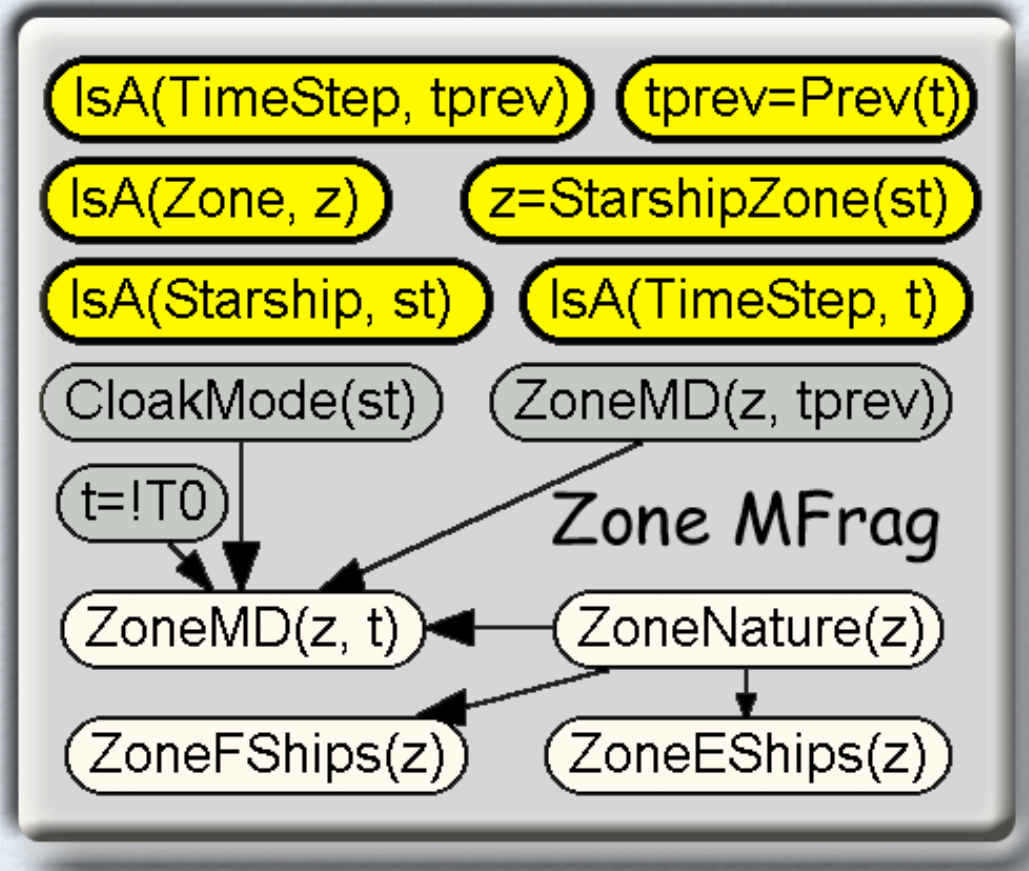 IsA(TimeStep, tprev) tprev=Prev(t)
IsA(Zone, z) z=StarshipZone(st)
IsA(Starship, st) IsA(TimeStep, t)
CloakMode(st) ZoneMD(z, tprev)
t=!T0 Zone MFrag
ZoneMD(z, t) ZoneNature(z)
ZoneFShips(z) ZoneEShips(z)